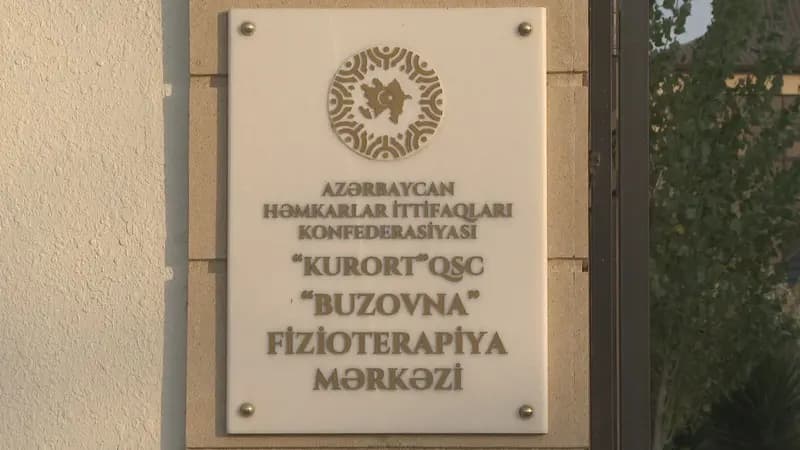 AZƏRBAYCAN
HƏMKARLAR İTTİFAQLARI
KONFEDERASİYASI
"KURORT"QSC
"BUZOVNA"
FİZİOTERAPİYA
MƏRKƏZİ